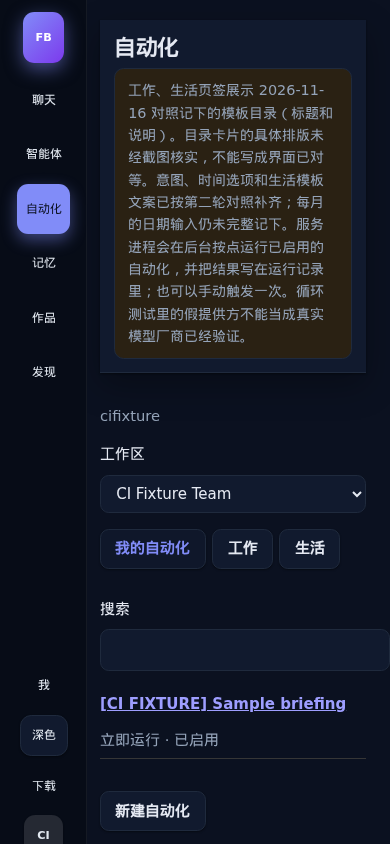 FB
聊天
智能体
自动化
记忆
作品
发现
我
深色
下载
CI
自动化
工作、生活页签展示 2026-11-
16 对照记下的模板目录（标题和
说明）。目录卡片的具体排版未
经截图核实，不能写成界面已对
等。意图、时间选项和生活模板
文案已按第二轮对照补齐；每月
的日期输入仍未完整记下。服务
进程会在后台按点运行已启用的
自动化，并把结果写在运行记录
里；也可以手动触发一次。循环
测试里的假提供方不能当成真实
模型厂商已经验证。
cifixture
工作区
CI Fixture Team
我的自动化
工作
生活
搜索
[CI FIXTURE] Sample briefing
立即运行 · 已启用
新建自动化